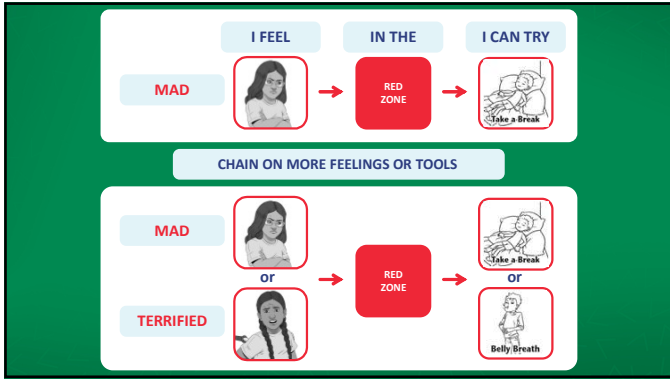 I FEEL
IN THE
I CAN TRY
MAD
RED
ZONE
Take a Break
CHAIN ON MORE FEELINGS OR TOOLS
MAD
Take a Break
or
RED
ZONE
or
TERRIFIED
Belly Breath